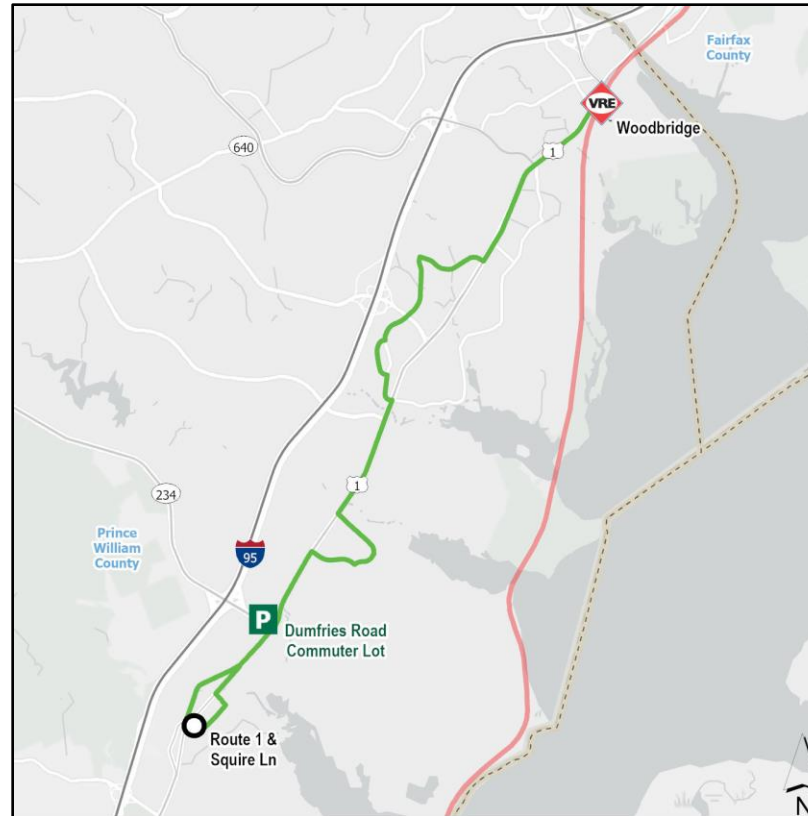 Fairfax
County
VRE
Woodbridge
1
640
1
234
Prince
William
County
95
P
Dumfries Road
Commuter Lot
Route 1 &
Squire Ln
N